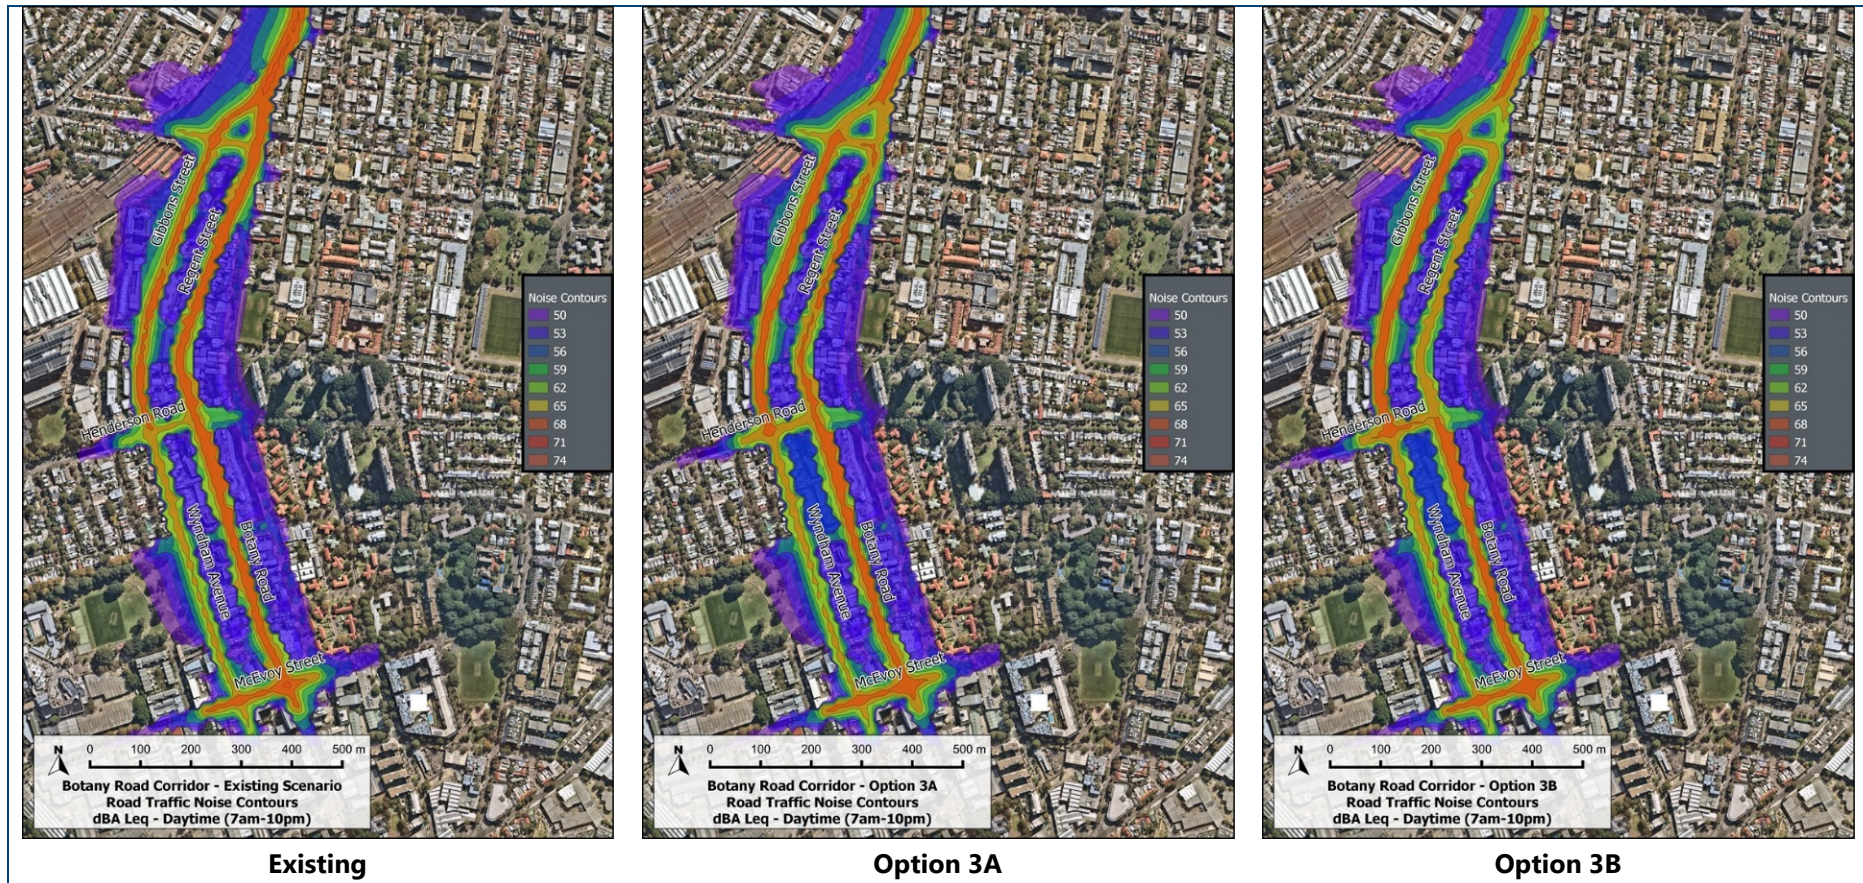 Gibbons Street
Regent Street
Henderson Road
Wyndham Avenue
Botany Road
McEvoy Street
Noise Contours
50
53
56
59
62
65
68
71
74
N 0 100 200 300 400 500 m
Botany Road Corridor - Existing Scenario
Road Traffic Noise Contours
dBA Leq - Daytime (7am-10pm)
Existing
Gibbons Street
Regent Street
Henderson Road
Wyndham Avenue
Botany Road
McEvoy Street
Noise Contours
50
53
56
59
62
65
68
71
74
N 0 100 200 300 400 500 m
Botany Road Corridor - Option 3A
Road Traffic Noise Contours
dBA Leq - Daytime (7am-10pm)
Option 3A
Gibbons Street
Regent Street
Henderson Road
Wyndham Avenue
Botany Road
McEvoy Street
Noise Contours
50
53
56
59
62
65
68
71
74
N 0 100 200 300 400 500 m
Botany Road Corridor - Option 3B
Road Traffic Noise Contours
dBA Leq - Daytime (7am-10pm)
Option 3B